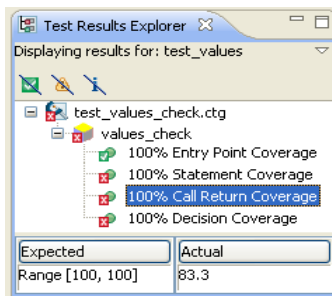 Test Results Explorer
Displaying results for: test_values
test_values_check.ctg
values_check
100% Entry Point Coverage
100% Statement Coverage
100% Call Return Coverage
100% Decision Coverage
Expected Actual
Range [100, 100] 83.3